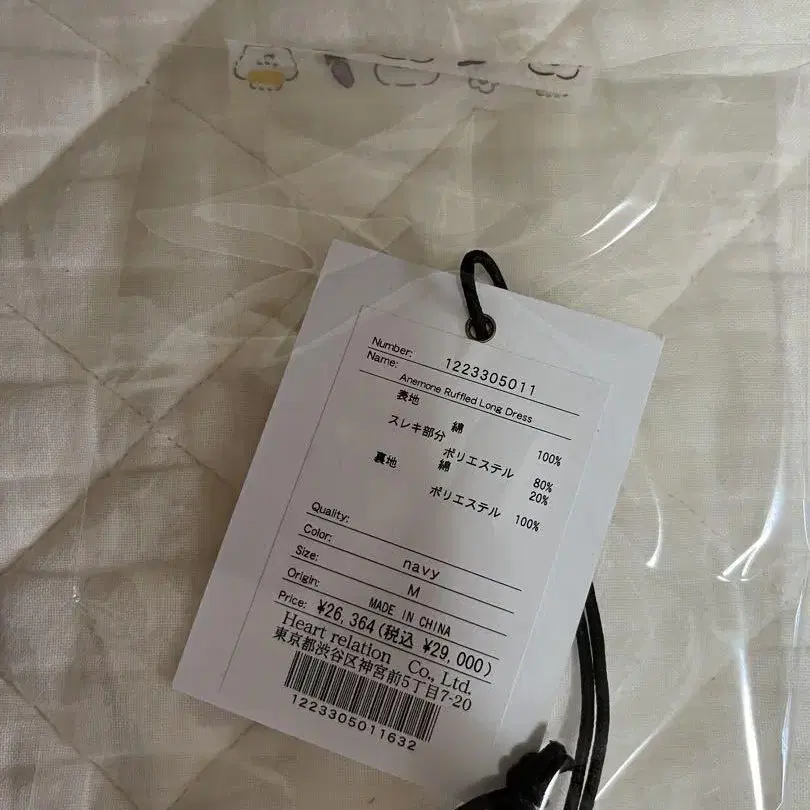 Number: 1223305011
Name: Anemone Ruffled Long Dress
表地 綿 100%
スレキ部分 ポリエステル 80%
綿 20%
裏地 ポリエステル 100%
Quality:
Color: navy
Size: M
Origin: MADE IN CHINA
Price: ¥26,364(税込 ¥29,000)
Heart relation Co., Ltd.
東京都渋谷区神宮前5丁目7-20
1223305011632